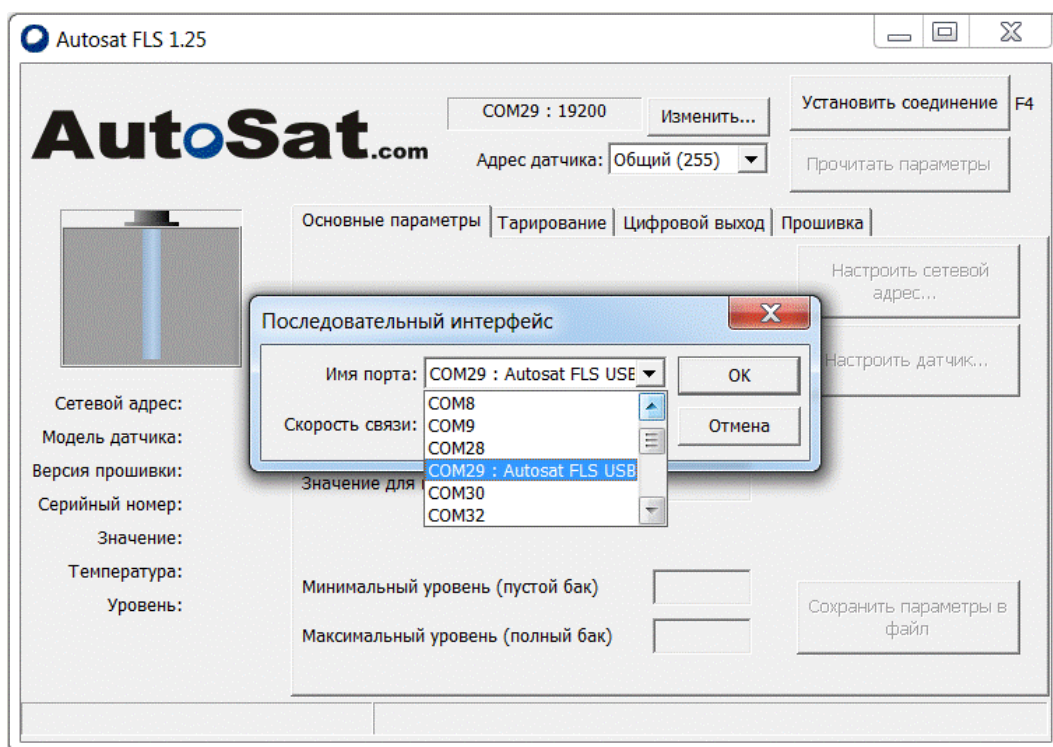 Autosat FLS 1.25
AutoSat.com
COM29 : 19200
Изменить...
Установить соединение
F4
Адрес датчика:
Общий (255)
Прочитать параметры
Основные параметры
Тарирование
Цифровой выход
Прошивка
Настроить сетевой
адрес...
Настроить датчик...
Последовательный интерфейс
Имя порта:
COM29 : Autosat FLS USB
OK
Скорость связи:
Отмена
COM8
COM9
COM28
COM29 : Autosat FLS USB
COM30
COM32
Сетевой адрес:
Модель датчика:
Версия прошивки:
Серийный номер:
Значение:
Температура:
Уровень:
Значение для
Минимальный уровень (пустой бак)
Максимальный уровень (полный бак)
Сохранить параметры в
файл